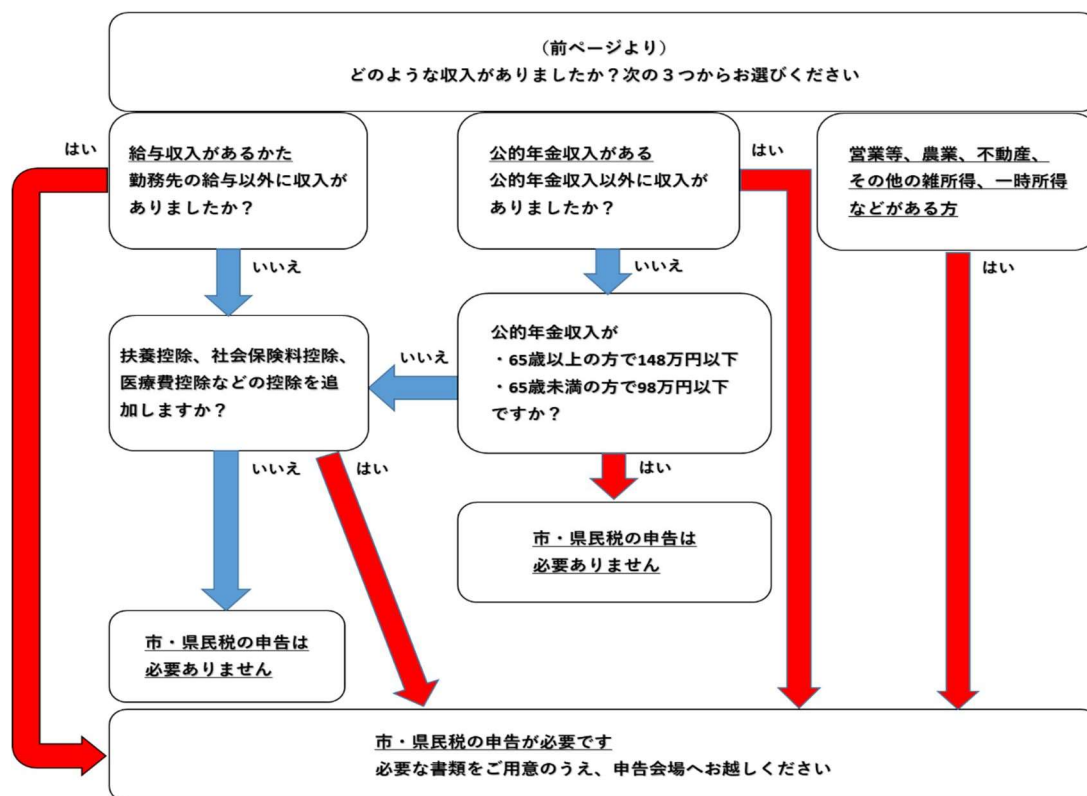 （前ページより）
どのような収入がありましたか？次の３つからお選びください
はい
給与収入があるかた
勤務先の給与以外に収入が
ありましたか？
公的年金収入がある
公的年金収入以外に収入が
ありましたか？
はい
営業等、農業、不動産、
その他の雑所得、一時所得
などがある方
いいえ
いいえ
はい
扶養控除、社会保険料控除、
医療費控除などの控除を追
加しますか？
いいえ
公的年金収入が
・65歳以上の方で148万円以下
・65歳未満の方で98万円以下
ですか？
いいえ
はい
はい
市・県民税の申告は
必要ありません
市・県民税の申告は
必要ありません
市・県民税の申告が必要です
必要な書類をご用意のうえ、申告会場へお越しください